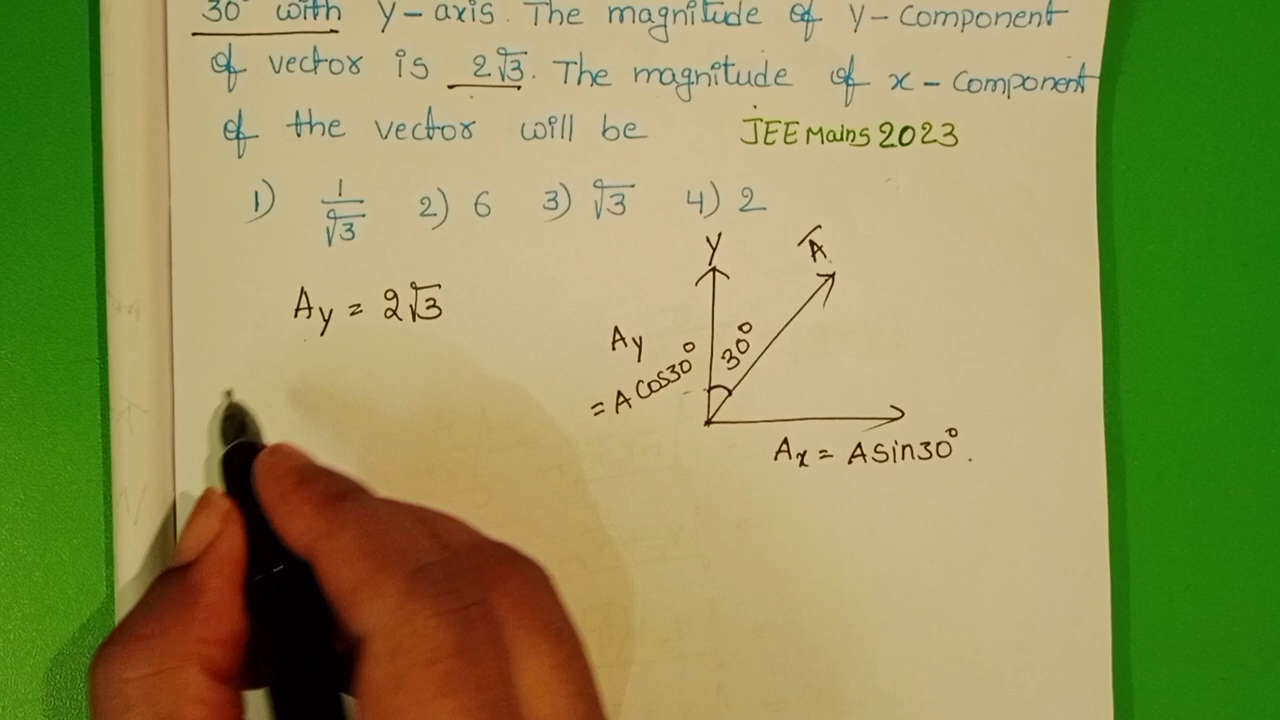 30° with y-axis. The magnitude of y-component
of vector is 2√3. The magnitude of x-component
of the vector will be JEE Mains 2023
1) 1/√3 2) 6 3) √3 4) 2
Ay = 2√3
y
A
30°
Ay
= A cos30°
Ax = A Sin30°.